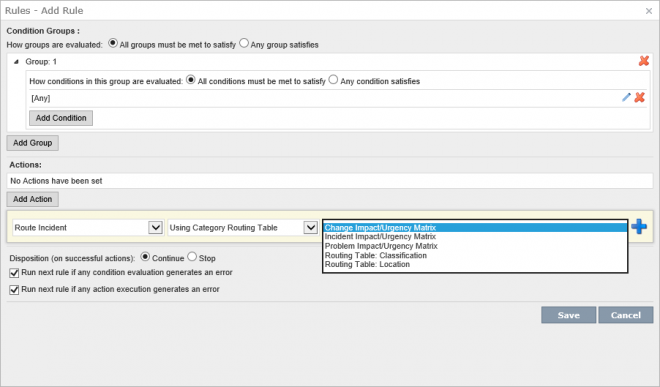 Rules - Add Rule
Condition Groups :
How groups are evaluated: All groups must be met to satisfy Any group satisfies
Group: 1
How conditions in this group are evaluated: All conditions must be met to satisfy Any condition satisfies
[Any]
Add Condition
Add Group
Actions:
No Actions have been set
Add Action
Route Incident Using Category Routing Table
Change Impact/Urgency Matrix
Incident Impact/Urgency Matrix
Problem Impact/Urgency Matrix
Routing Table: Classification
Routing Table: Location
Disposition (on successful actions): Continue Stop
Run next rule if any condition evaluation generates an error
Run next rule if any action execution generates an error
Save Cancel